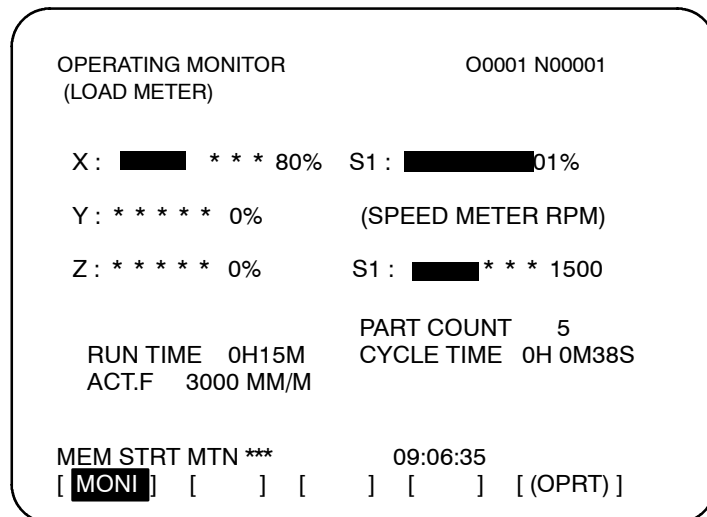 OPERATING MONITOR O0001 N00001
(LOAD METER)
X : * * * 80% S1 : 01%
Y : * * * * * 0% (SPEED METER RPM)
Z : * * * * * 0% S1 : * * * 1500
PART COUNT 5
RUN TIME 0H15M CYCLE TIME 0H 0M38S
ACT.F 3000 MM/M
MEM STRT MTN *** 09:06:35
[ MONI ] [ ] [ ] [ ] [ (OPRT) ]